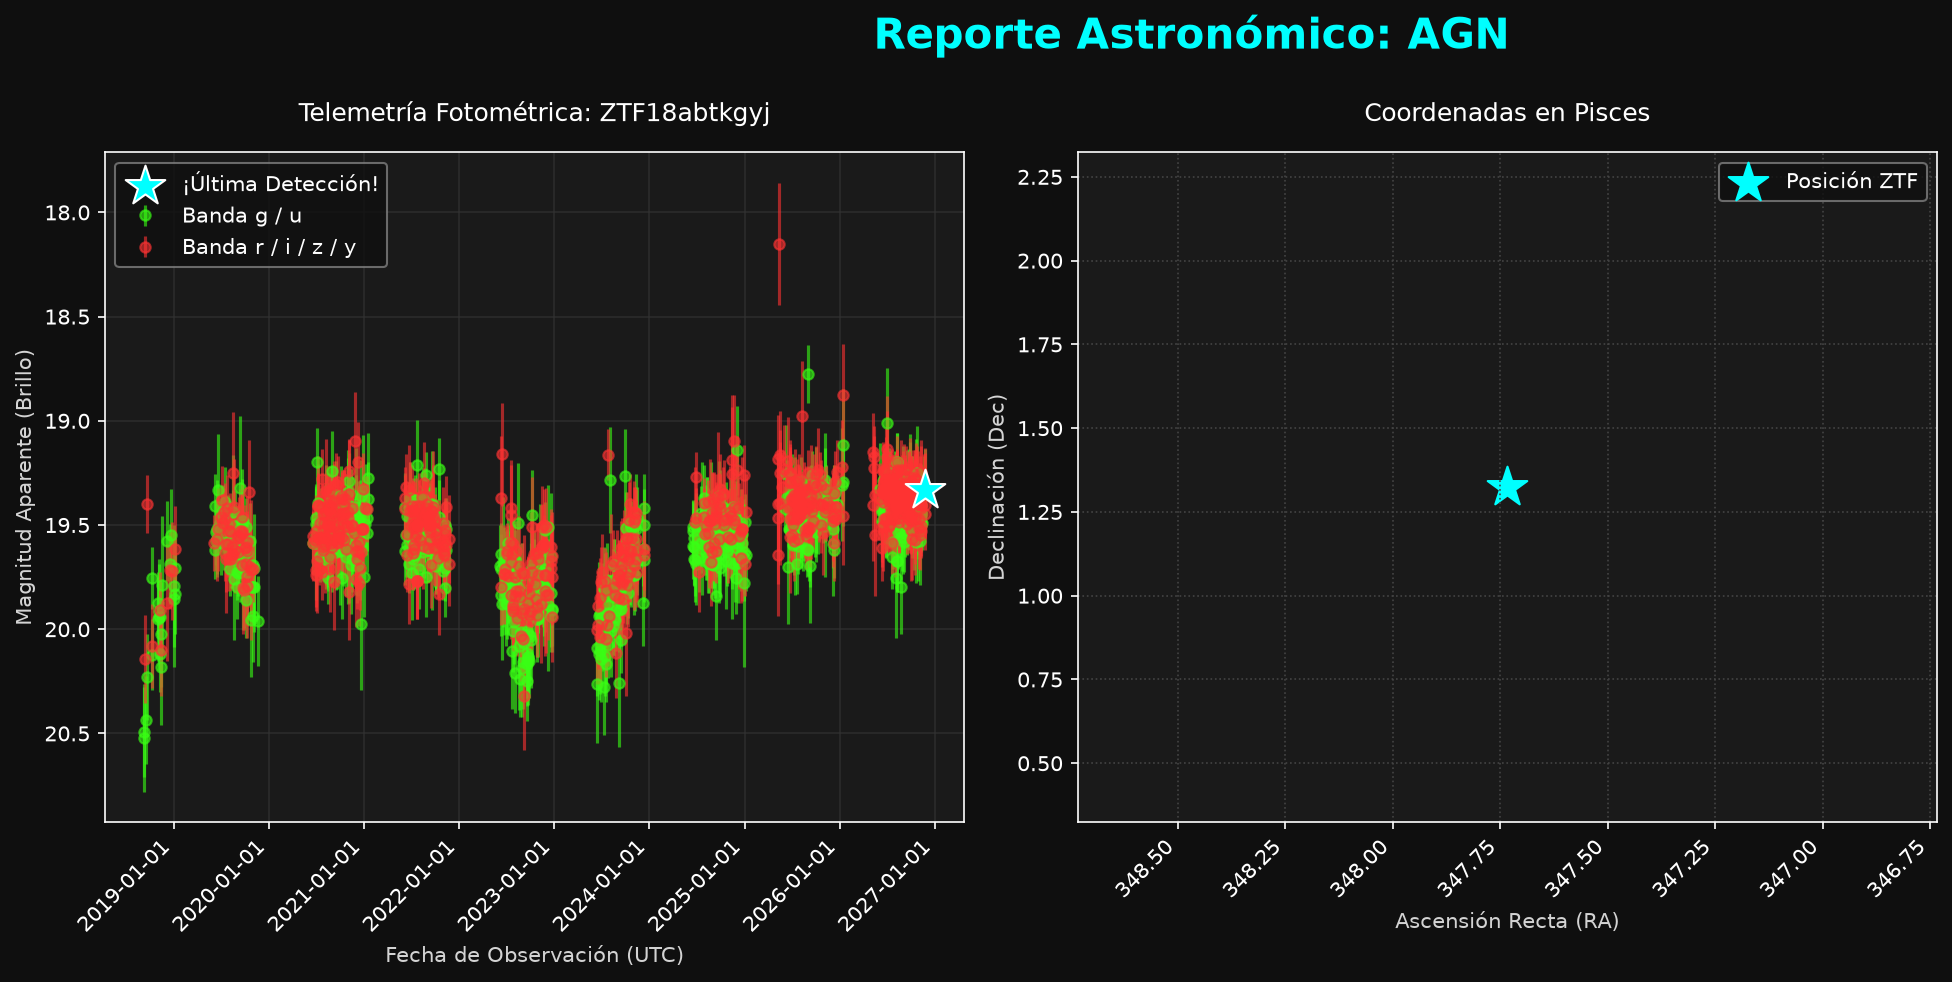 Reporte Astronómico: AGN
Telemetría Fotométrica: ZTF18abtkgyj
¡Última Detección!
Banda g / u
Banda r / i / z / y
Magnitud Aparente (Brillo)
18.0
18.5
19.0
19.5
20.0
20.5
2019-01-01
2020-01-01
2021-01-01
2022-01-01
2023-01-01
2024-01-01
2025-01-01
2026-01-01
2027-01-01
Fecha de Observación (UTC)
Coordenadas en Pisces
Posición ZTF
Declinación (Dec)
2.25
2.00
1.75
1.50
1.25
1.00
0.75
0.50
348.50
348.25
348.00
347.75
347.50
347.25
347.00
346.75
Ascensión Recta (RA)